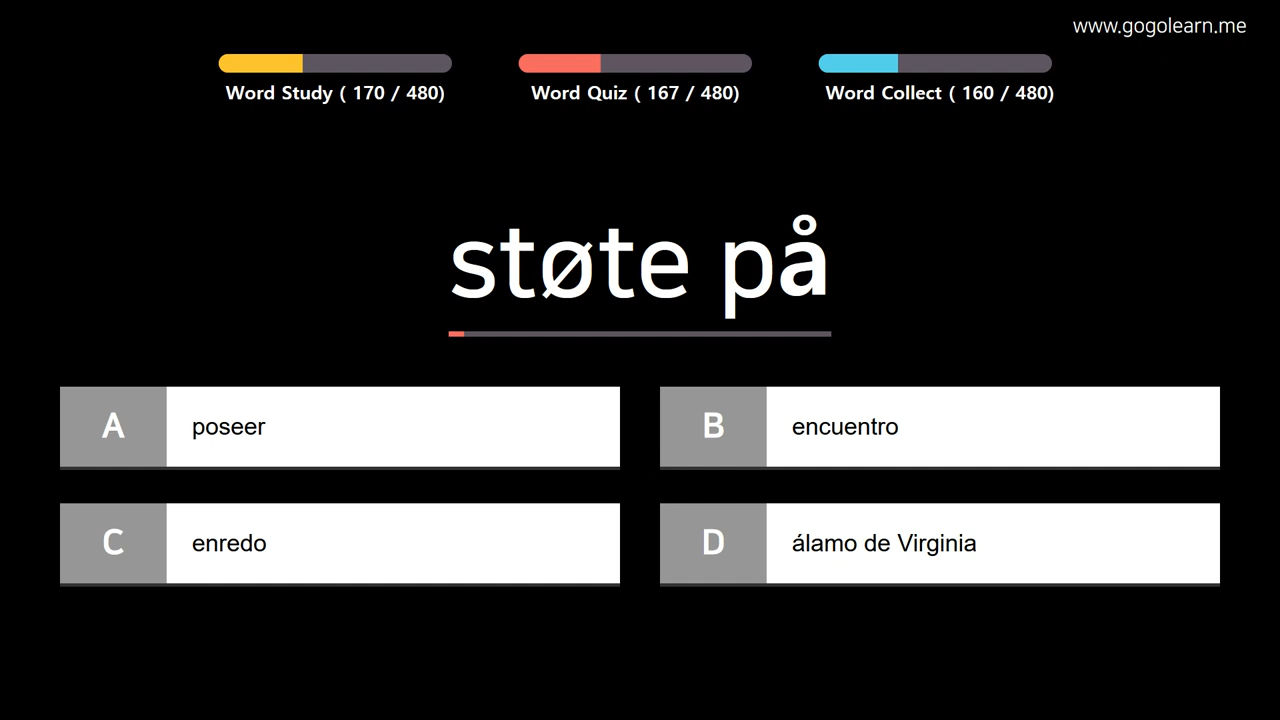 www.gogolearn.me
Word Study ( 170 / 480)
Word Quiz ( 167 / 480)
Word Collect ( 160 / 480)
støte på
A poseer
B encuentro
C enredo
D álamo de Virginia